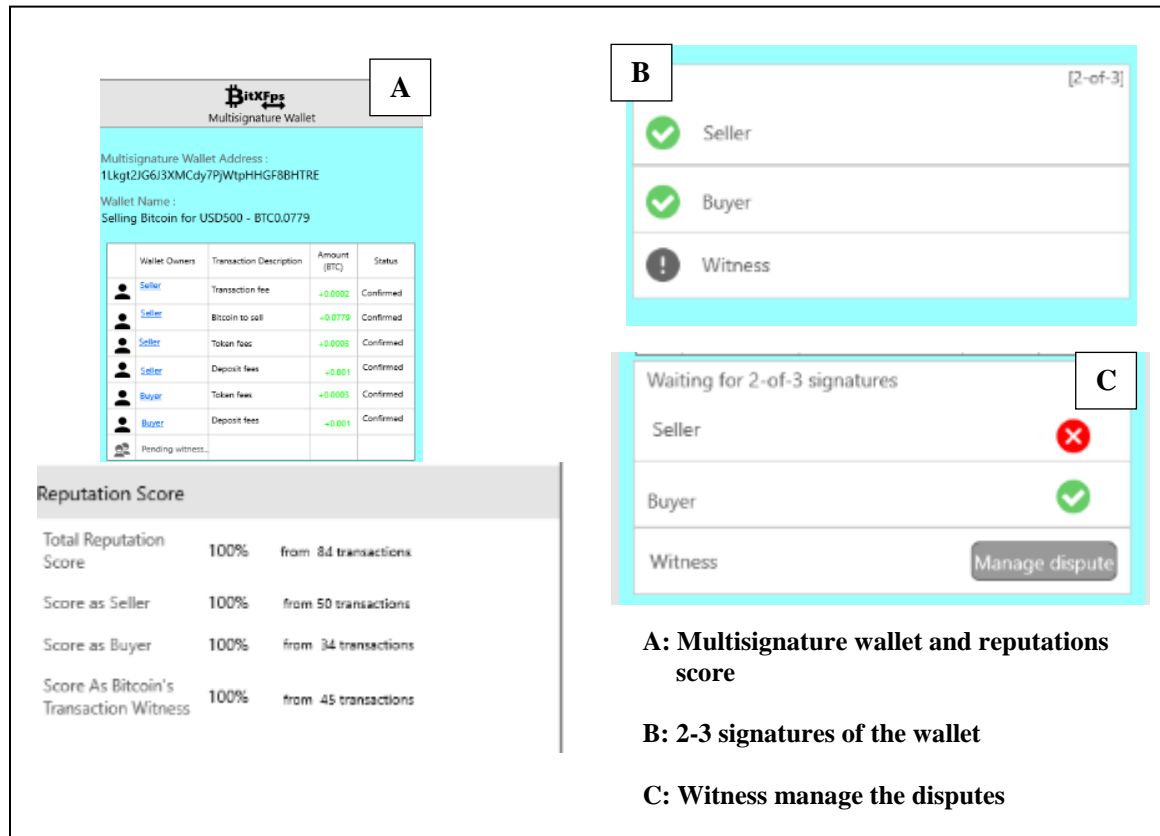 A
₿itXFps
Multisignature Wallet
Multisignature Wallet Address :
1Lkgt2JG6J3XMCdy7PjWtpHHGF8BHTRE
Wallet Name :
Selling Bitcoin for USD500 - BTC0.0779
Wallet Owners Transaction Description Amount (BTC) Status
Seller Transaction fee +0.0002 Confirmed
Seller Bitcoin to sell +0.0779 Confirmed
Seller Token fees +0.0003 Confirmed
Seller Deposit fees +0.001 Confirmed
Buyer Token fees +0.0003 Confirmed
Buyer Deposit fees +0.001 Confirmed
Pending witness..
Reputation Score
Total Reputation
Score 100% from 84 transactions
Score as Seller 100% from 50 transactions
Score as Buyer 100% from 34 transactions
Score As Bitcoin's
Transaction Witness 100% from 45 transactions
B
[2-of-3]
Seller
Buyer
Witness
C
Waiting for 2-of-3 signatures
Seller
Buyer
Witness Manage dispute
A: Multisignature wallet and reputations
score
B: 2-3 signatures of the wallet
C: Witness manage the disputes